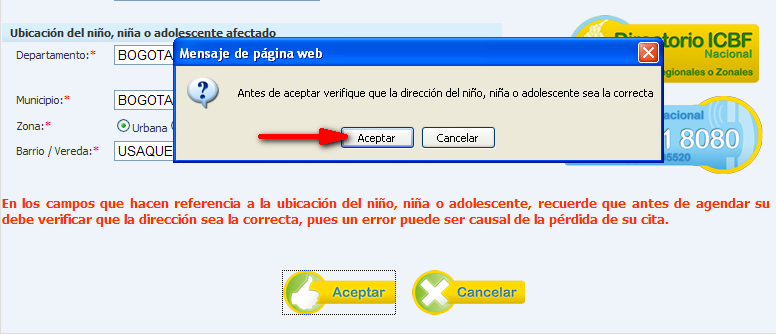 Ubicación del niño, niña o adolescente afectado
Directorio ICBF
Nacional
Regionales o Zonales
Departamento:*
BOGOTA
Mensaje de página web
Antes de aceptar verifique que la dirección del niño, niña o adolescente sea la correcta
Aceptar
Cancelar
Municipio:*
BOGOTA
Zona:*
Urbana
Barrio / Vereda:*
USAQUE
acional
1 8080
05520
En los campos que hacen referencia a la ubicación del niño, niña o adolescente, recuerde que antes de agendar su
debe verificar que la dirección sea la correcta, pues un error puede ser causal de la pérdida de su cita.
Aceptar
Cancelar